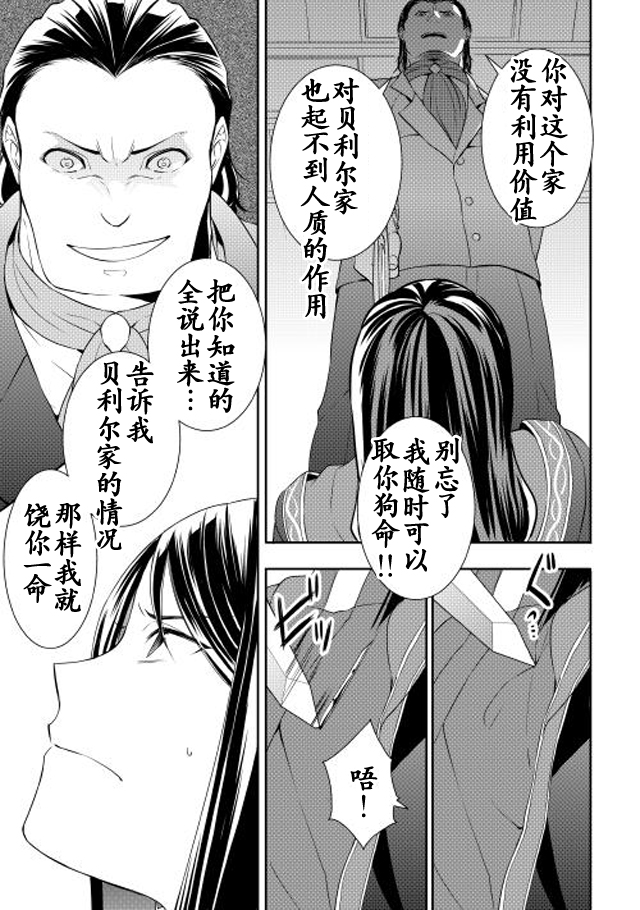 你对这个家
没有利用价值
对贝利尔家
也起不到人质的作用
别忘了
我随时可以
取你狗命!!
唔!
把你知道的
全说出来…
告诉我
贝利尔家的情况
那样我就
饶你一命